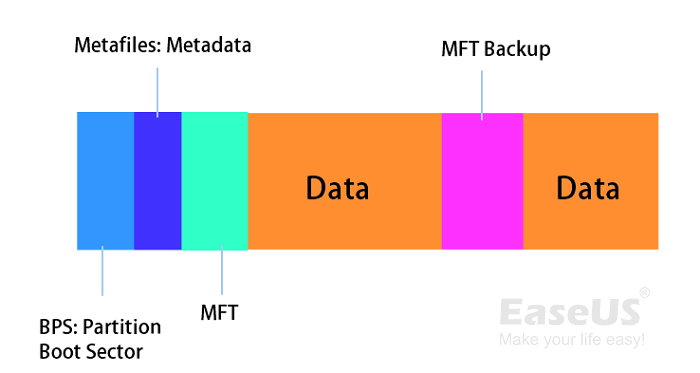 Metafiles: Metadata
MFT Backup
Data
Data
BPS: Partition
Boot Sector
MFT
EaseUS®
Make your life easy!